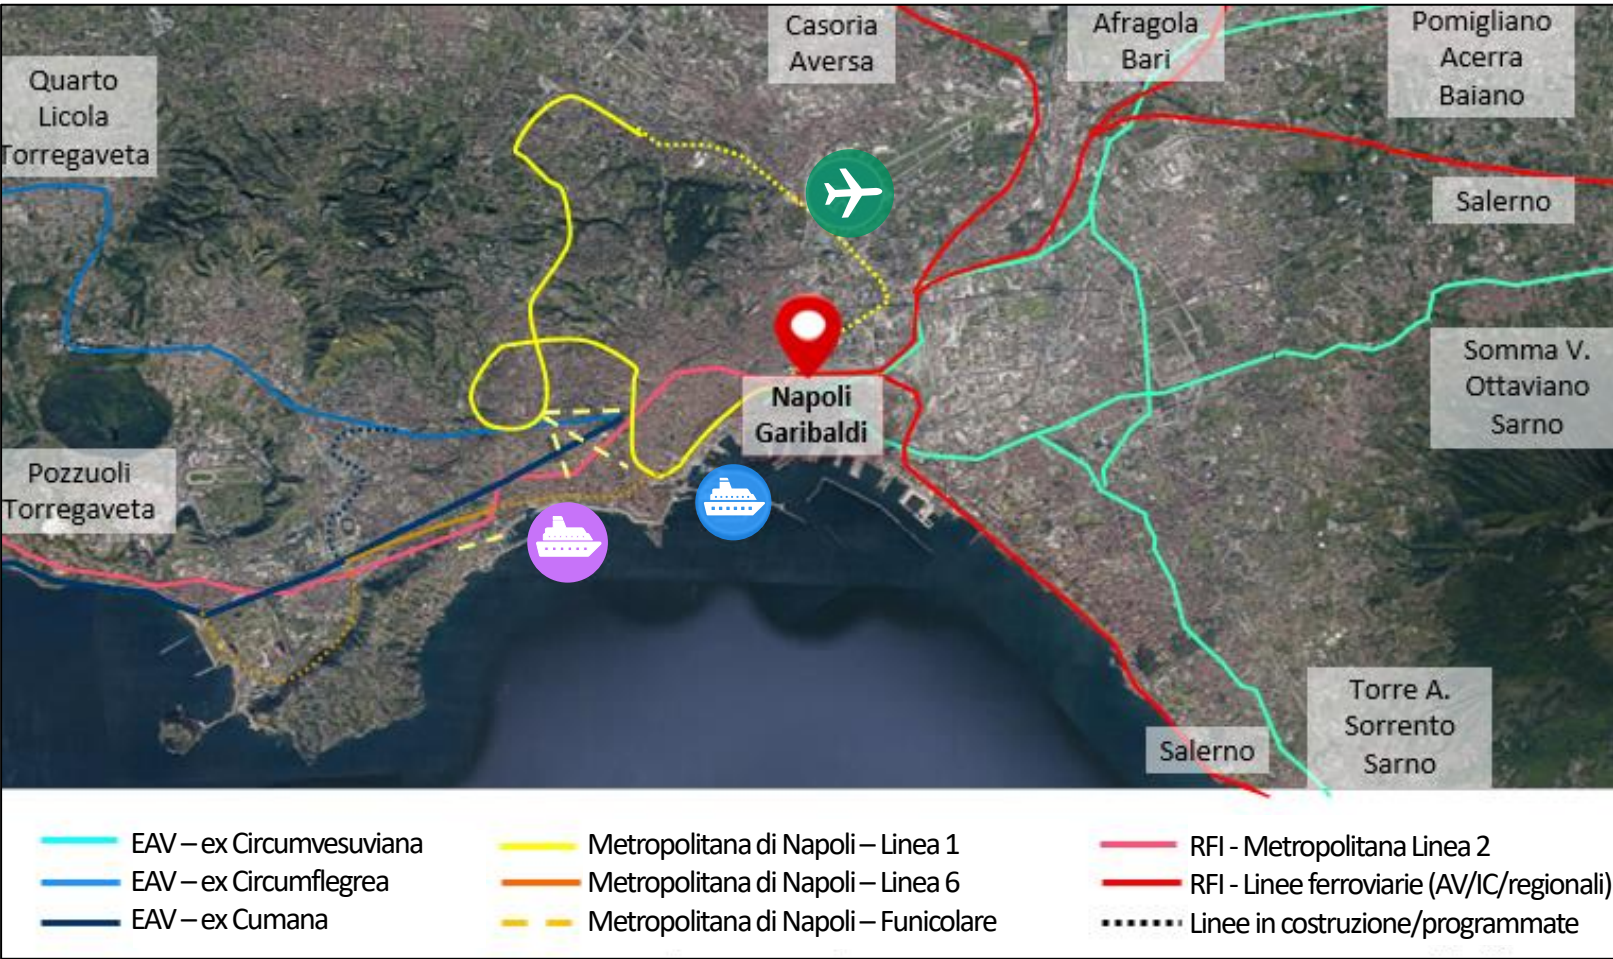 Casoria
Aversa
Afragola
Bari
Pomigliano
Acerra
Baiano
Quarto
Licola
Torregaveta
Salerno
Napoli
Garibaldi
Somma V.
Ottaviano
Sarno
Pozzuoli
Torregaveta
Salerno
Torre A.
Sorrento
Sarno
EAV – ex Circumvesuviana
EAV – ex Circumflegrea
EAV – ex Cumana
Metropolitana di Napoli – Linea 1
Metropolitana di Napoli – Linea 6
Metropolitana di Napoli – Funicolare
RFI - Metropolitana Linea 2
RFI - Linee ferroviarie (AV/IC/regionali)
Linee in costruzione/programmate